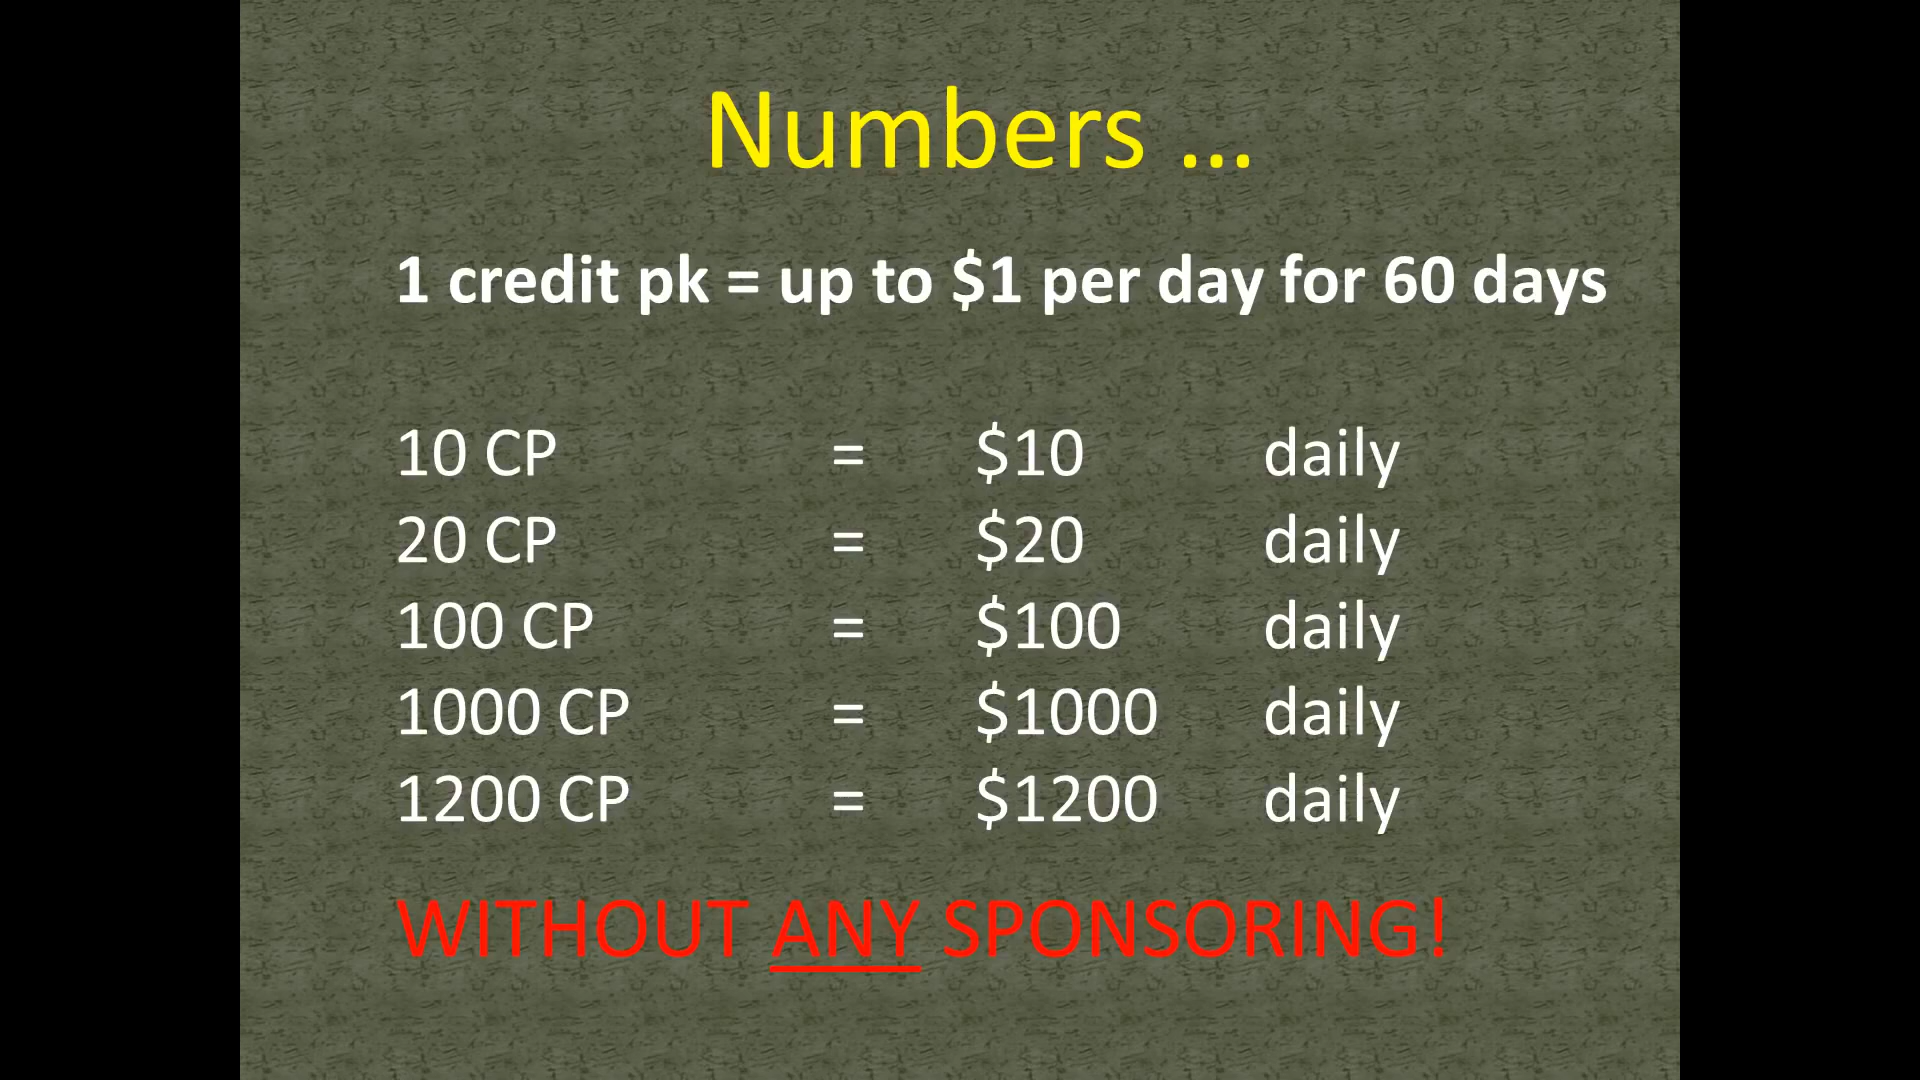 Numbers ...
1 credit pk = up to $1 per day for 60 days
10 CP = $10 daily
20 CP = $20 daily
100 CP = $100 daily
1000 CP = $1000 daily
1200 CP = $1200 daily
WITHOUT ANY SPONSORING!